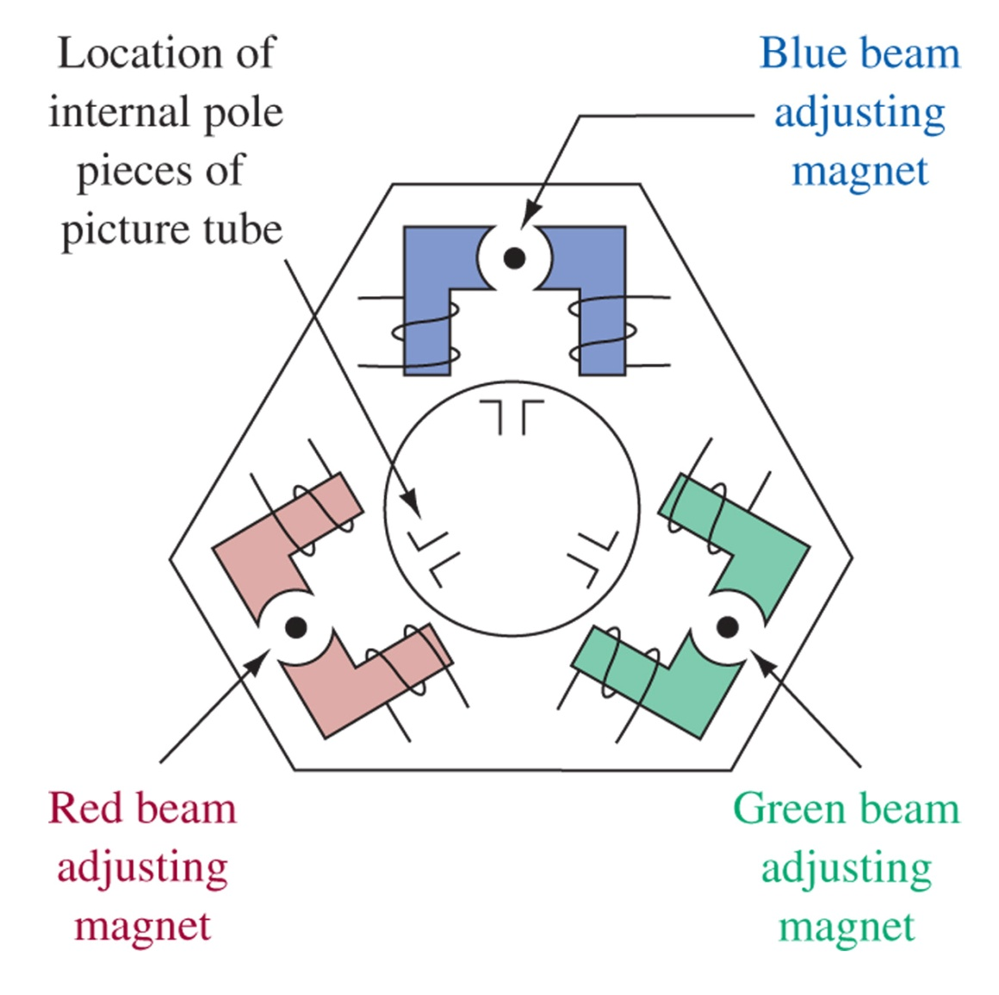 Location of
internal pole
pieces of
picture tube
Blue beam
adjusting
magnet
Red beam
adjusting
magnet
Green beam
adjusting
magnet